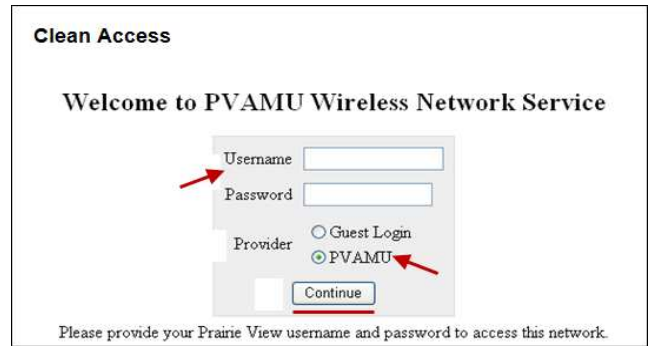 Clean Access
Welcome to PVAMU Wireless Network Service
Username
Password
Provider
Guest Login
PVAMU
Continue
Please provide your Prairie View username and password to access this network.